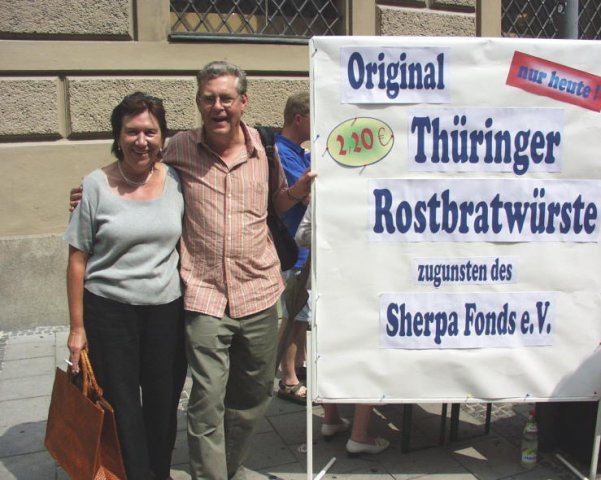 Original
nur heute !
2,20 €
Thüringer
Rostbratwürste
zugunsten des
Sherpa Fonds e.V.